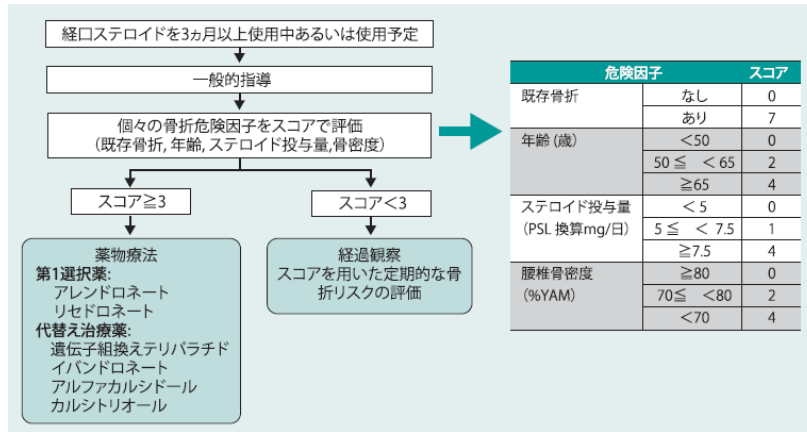 経口ステロイドを3ヵ月以上使用中あるいは使用予定
一般的指導
個々の骨折危険因子をスコアで評価
(既存骨折, 年齢, ステロイド投与量,骨密度)
スコア≧3
スコア<3
薬物療法
第1選択薬:
アレンドロネート
リセドロネート
代替え治療薬:
遺伝子組換えテリパラチド
イバンドロネート
アルファカルシドール
カルシトリオール
経過観察
スコアを用いた定期的な骨
折リスクの評価
危険因子 スコア
既存骨折 なし 0
あり 7
年齢 (歳) <50 0
50≦ <65 2
≧65 4
ステロイド投与量 <5 0
(PSL 換算mg/日) 5≦ <7.5 1
≧7.5 4
腰椎骨密度 ≧80 0
(%YAM) 70≦ <80 2
<70 4